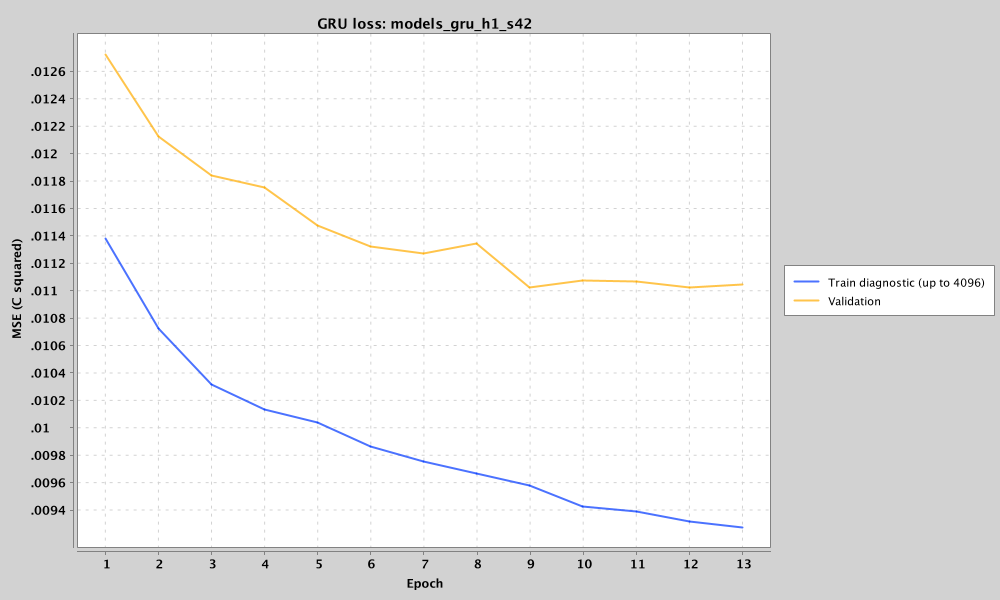 GRU loss: models_gru_h1_s42
.0126
.0124
.0122
.012
.0118
.0116
.0114
.0112
.011
.0108
.0106
.0104
.0102
.01
.0098
.0096
.0094
MSE (C squared)
1 2 3 4 5 6 7 8 9 10 11 12 13
Epoch
Train diagnostic (up to 4096)
Validation